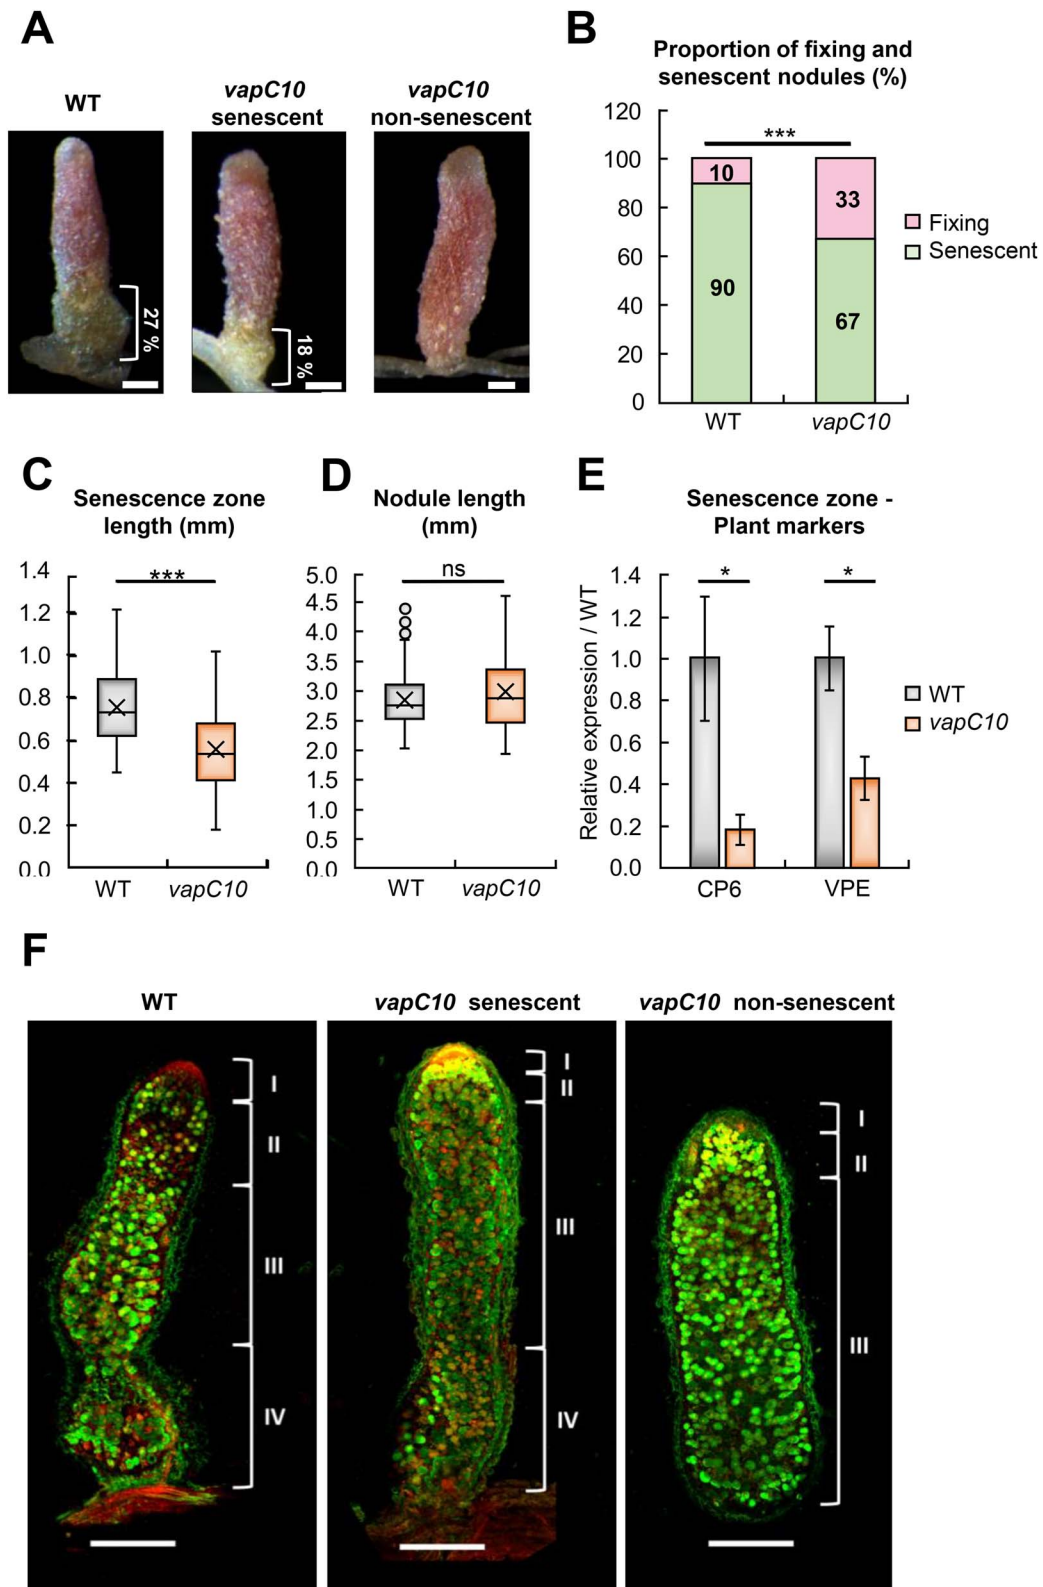 A
WT
vapC10
senescent
vapC10
non-senescent
27 %
18 %
B
Proportion of fixing and
senescent nodules (%)
120
100
80
60
40
20
0
***
10
90
33
67
WT
vapC10
Fixing
Senescent
C
Senescence zone
length (mm)
1.4
1.2
1.0
0.8
0.6
0.4
0.2
0.0
***
WT
vapC10
D
Nodule length
(mm)
5.0
4.5
4.0
3.5
3.0
2.5
2.0
1.5
1.0
0.5
0.0
ns
WT
vapC10
E
Senescence zone -
Plant markers
Relative expression / WT
1.4
1.2
1.0
0.8
0.6
0.4
0.2
0.0
*
*
CP6
VPE
WT
vapC10
F
WT
I
II
III
IV
vapC10 senescent
I
II
III
IV
vapC10 non-senescent
I
II
III